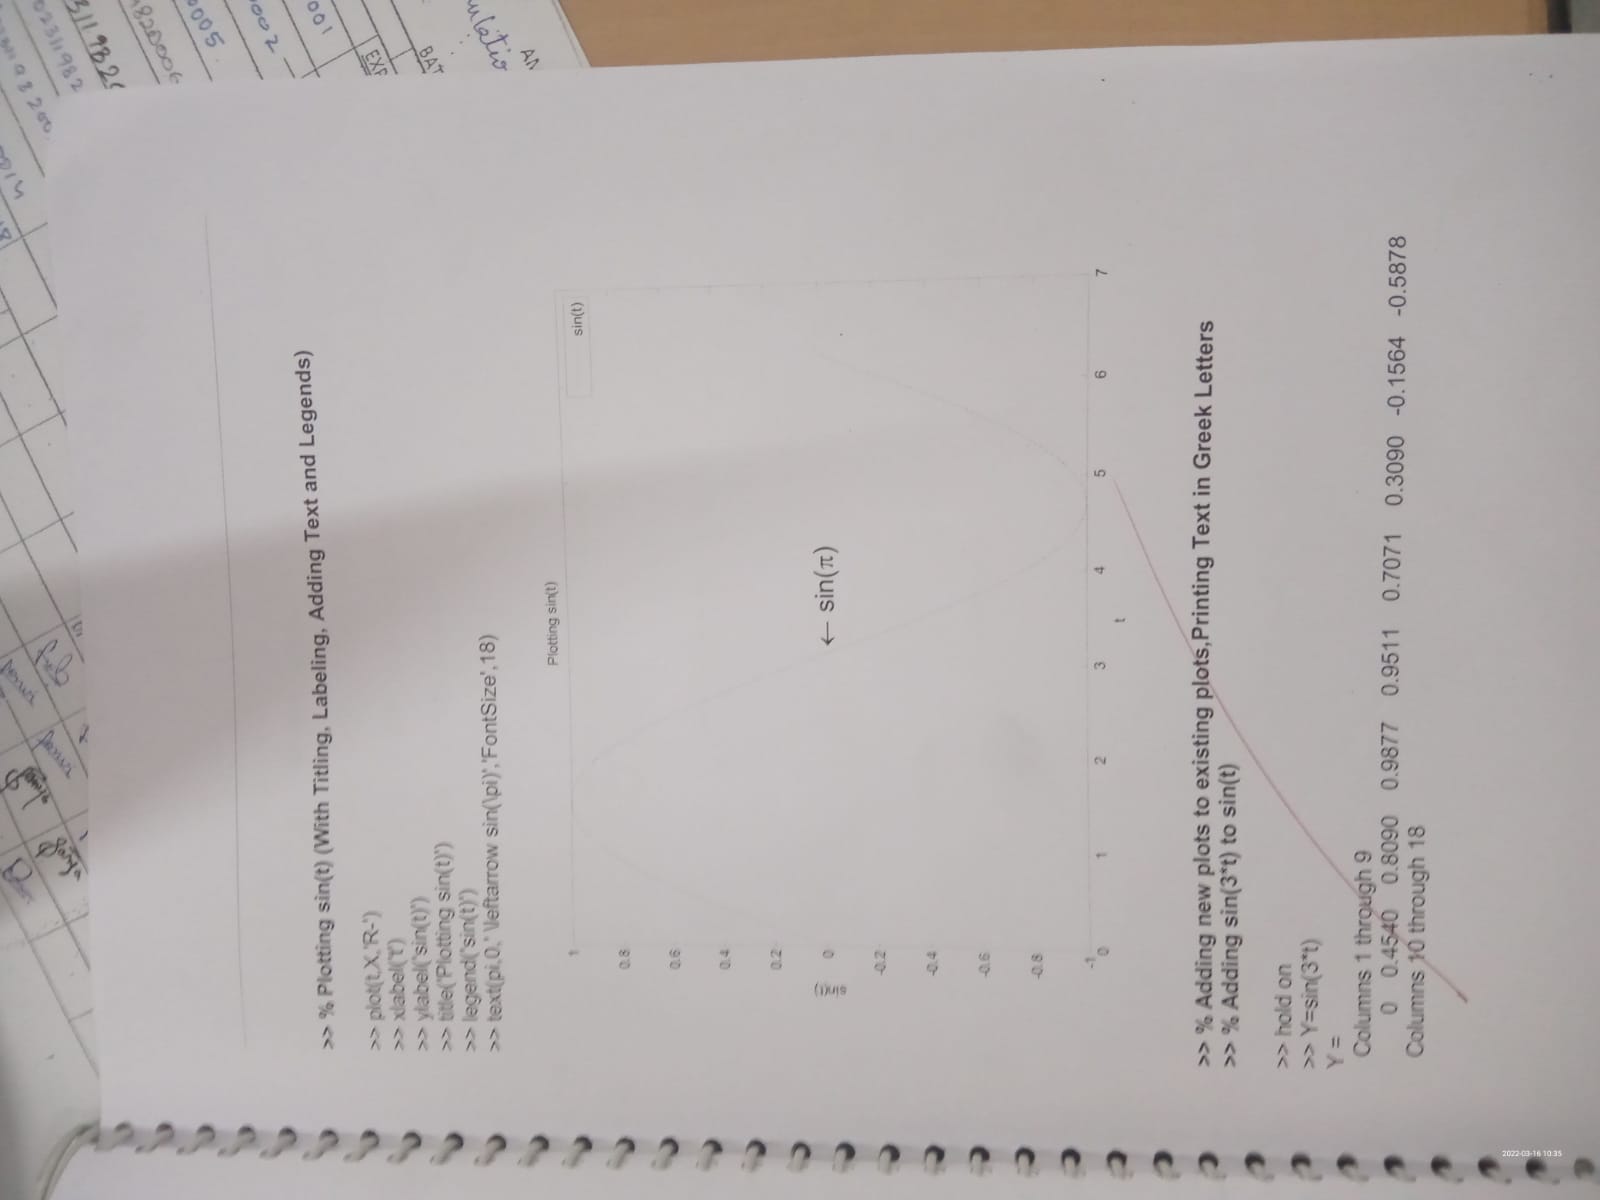 >> % Plotting sin(t) (With Titling, Labeling, Adding Text and Legends)
>> plot(t,X,'R-')
>> xlabel('t')
>> ylabel('sin(t)')
>> title('Plotting sin(t)')
>> legend('sin(t)')
>> text(pi,0,' \leftarrow sin(\pi)','FontSize',18)
Plotting sin(t)
sin(t)
1
0.8
0.6
0.4
0.2
0
-0.2
-0.4
-0.6
-0.8
-1
sin(t)
← sin(π)
0 1 2 3 4 5 6 7
t
>> % Adding new plots to existing plots,Printing Text in Greek Letters
>> % Adding sin(3*t) to sin(t)
>> hold on
>> Y=sin(3*t)
Y =
Columns 1 through 9
0 0.4540 0.8090 0.9877 0.9511 0.7071 0.3090 -0.1564 -0.5878
Columns 10 through 18
2022-03-16 10:35